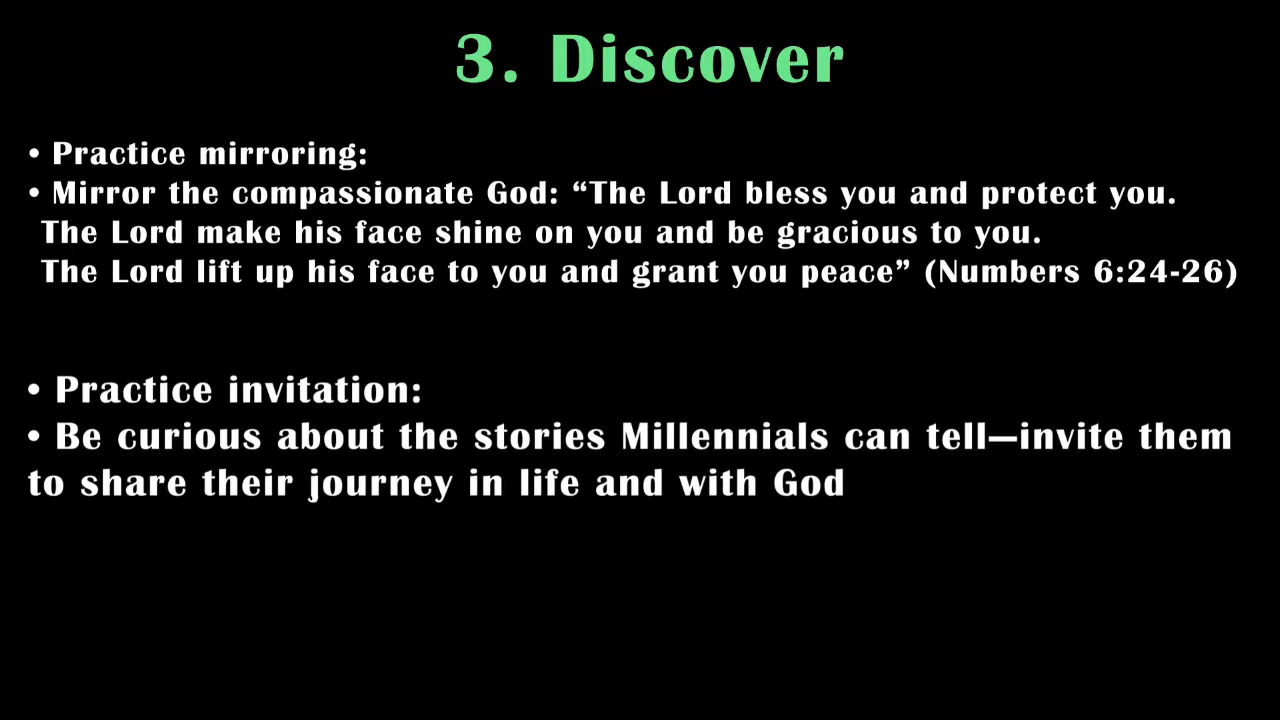 3. Discover
• Practice mirroring:
• Mirror the compassionate God: “The Lord bless you and protect you.
The Lord make his face shine on you and be gracious to you.
The Lord lift up his face to you and grant you peace” (Numbers 6:24-26)
• Practice invitation:
• Be curious about the stories Millennials can tell—invite them
to share their journey in life and with God